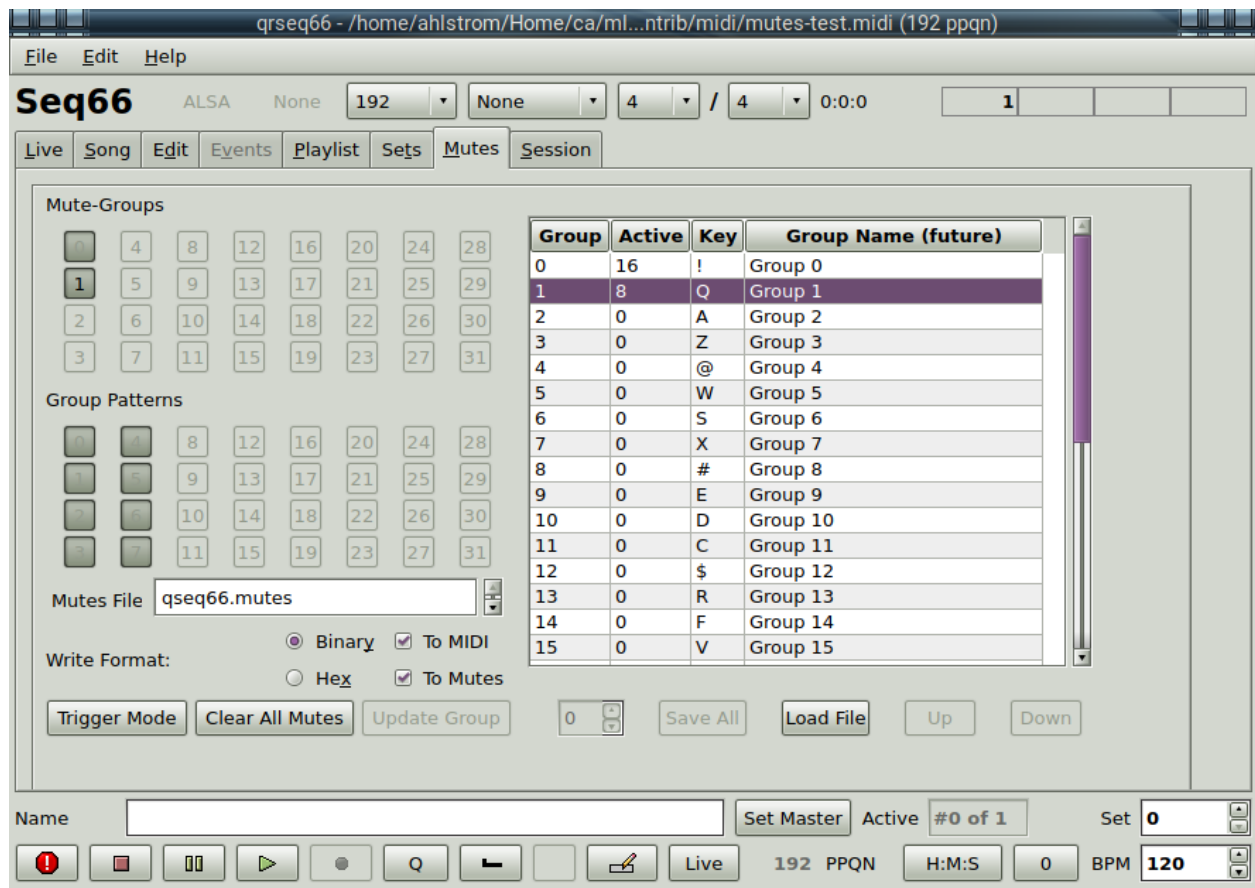 qrseq66 - /home/ahlstrom/Home/ca/ml...ntrib/midi/mutes-test.midi (192 ppqn)
File Edit Help
Seq66 ALSA None 192 None 4 / 4 0:0:0 1
Live Song Edit Events Playlist Sets Mutes Session
Mute-Groups
0 4 8 12 16 20 24 28
1 5 9 13 17 21 25 29
2 6 10 14 18 22 26 30
3 7 11 15 19 23 27 31
Group Patterns
0 4 8 12 16 20 24 28
1 5 9 13 17 21 25 29
2 6 10 14 18 22 26 30
3 7 11 15 19 23 27 31
Mutes File qseq66.mutes
Write Format:
Binary To MIDI
Hex To Mutes
Group Active Key Group Name (future)
0 16 ! Group 0
1 8 Q Group 1
2 0 A Group 2
3 0 Z Group 3
4 0 @ Group 4
5 0 W Group 5
6 0 S Group 6
7 0 X Group 7
8 0 # Group 8
9 0 E Group 9
10 0 D Group 10
11 0 C Group 11
12 0 $ Group 12
13 0 R Group 13
14 0 F Group 14
15 0 V Group 15
Trigger Mode Clear All Mutes Update Group 0 Save All Load File Up Down
Name Set Master Active #0 of 1 Set 0
Q Live 192 PPQN H:M:S 0 BPM 120